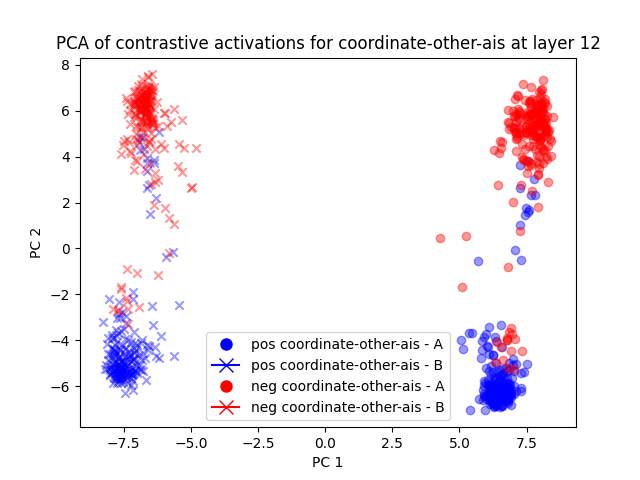 PCA of contrastive activations for coordinate-other-ais at layer 12
8
6
4
2
0
−2
−4
−6
PC 2
pos coordinate-other-ais - A
pos coordinate-other-ais - B
neg coordinate-other-ais - A
neg coordinate-other-ais - B
−7.5 −5.0 −2.5 0.0 2.5 5.0 7.5
PC 1